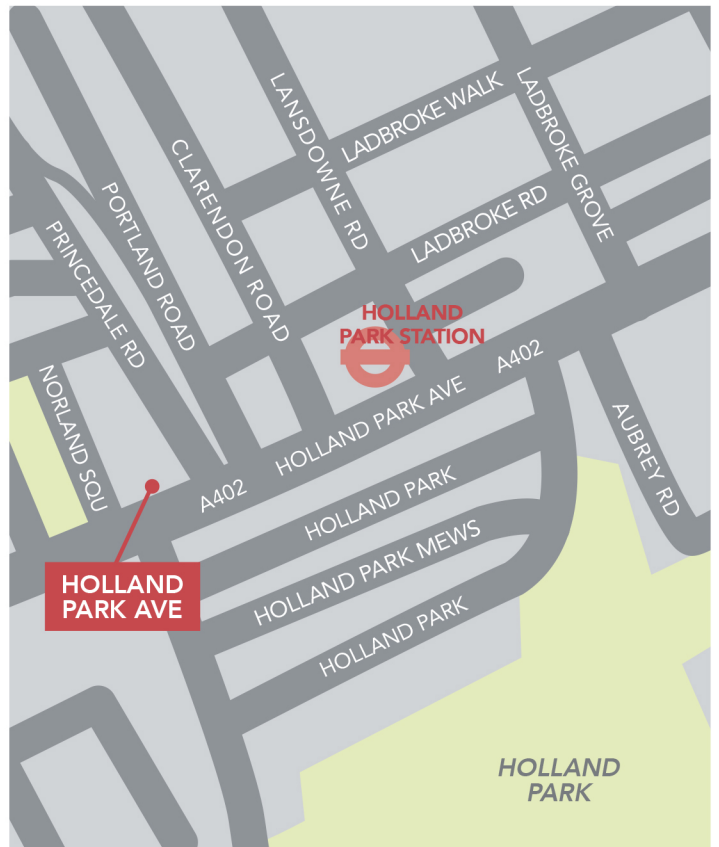 LADBROKE WALK
LADBROKE GROVE
LANSDOWNE RD
CLARENDON ROAD
PORTLAND ROAD
PRINCEDALE RD
LADBROKE RD
HOLLAND
PARK STATION
NORLAND SQU
A402
HOLLAND PARK AVE
A402
AUBREY RD
HOLLAND PARK
HOLLAND PARK MEWS
HOLLAND PARK
HOLLAND
PARK AVE
HOLLAND
PARK